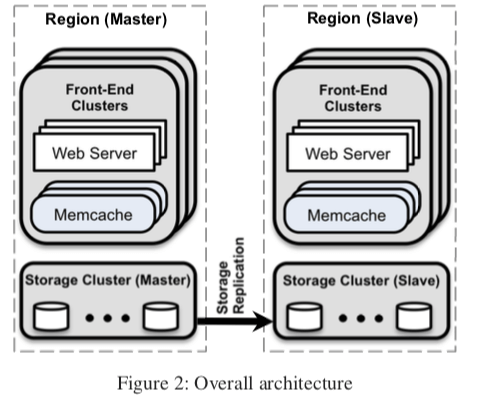 Region (Master)
Front-End
Clusters
Web Server
Memcache
Storage Cluster (Master)
Storage
Replication
Region (Slave)
Front-End
Clusters
Web Server
Memcache
Storage Cluster (Slave)
Figure 2: Overall architecture